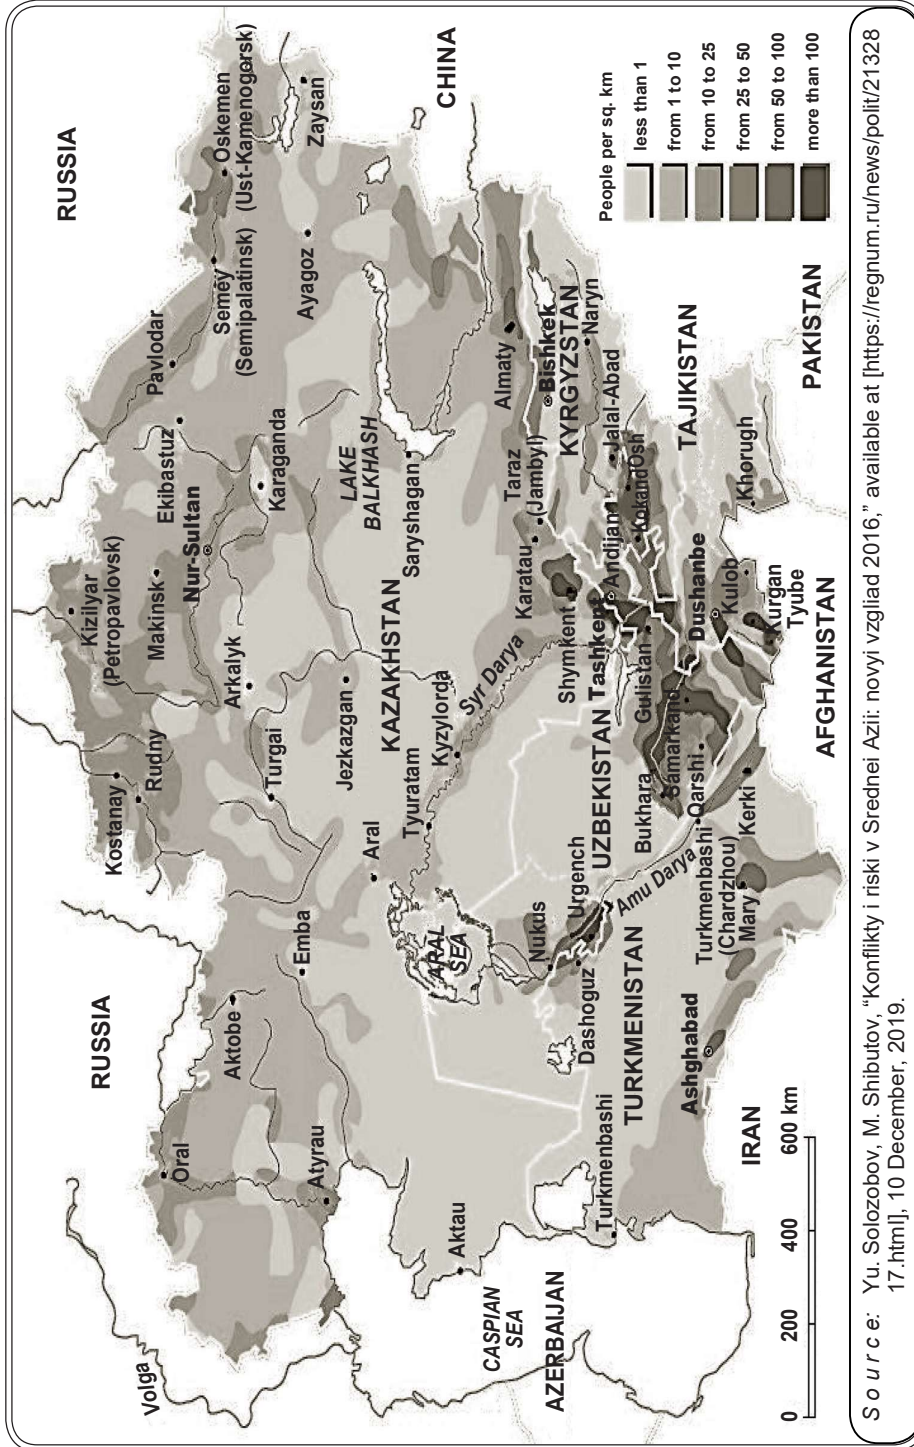 RUSSIA
RUSSIA
CHINA
Volga
Oral
Aktobe
Atyrau
Emba
Kostanay
Rudny
Kizilyar
(Petropavlovsk)
Makinsk
Nur-Sultan
Arkalyk
Turgai
Ekibastuz
Pavlodar
Karaganda
Semey
(Semipalatinsk)
Oskemen
(Ust-Kamenogorsk)
Zaysan
Ayagoz
Jezkazgan
KAZAKHSTAN
LAKE
BALKHASH
Saryshagan
Aral
Tyuratam
Kyzylorda
Syr Darya
ARAL
SEA
Aktau
CASPIAN
SEA
AZERBAIJAN
Karatau
Taraz
(Jambyl)
Almaty
Bishkek
KYRGYZSTAN
Naryn
Shymkent
Tashkent
Andijan
Jalal-Abad
Osh
Kokand
Gulistan
UZBEKISTAN
Nukus
Urgench
Dashoguz
Bukhara
Samarkand
Qarshi
Amu Darya
TURKMENISTAN
Turkmenbashi
Turkmenbashi
(Chardzhou)
Mary
Kerki
Ashghabad
Dushanbe
Kulob
Kurgan
Tyube
TAJIKISTAN
Khorugh
IRAN
AFGHANISTAN
PAKISTAN
People per sq. km
less than 1
from 1 to 10
from 10 to 25
from 25 to 50
from 50 to 100
more than 100
0 200 400 600 km
Source: Yu. Solozobov, M. Shibutov, “Konflikty i riski v Srednei Azii: novyi vzgliad 2016,” available at [https://regnum.ru/news/polit/21328
17.html], 10 December, 2019.